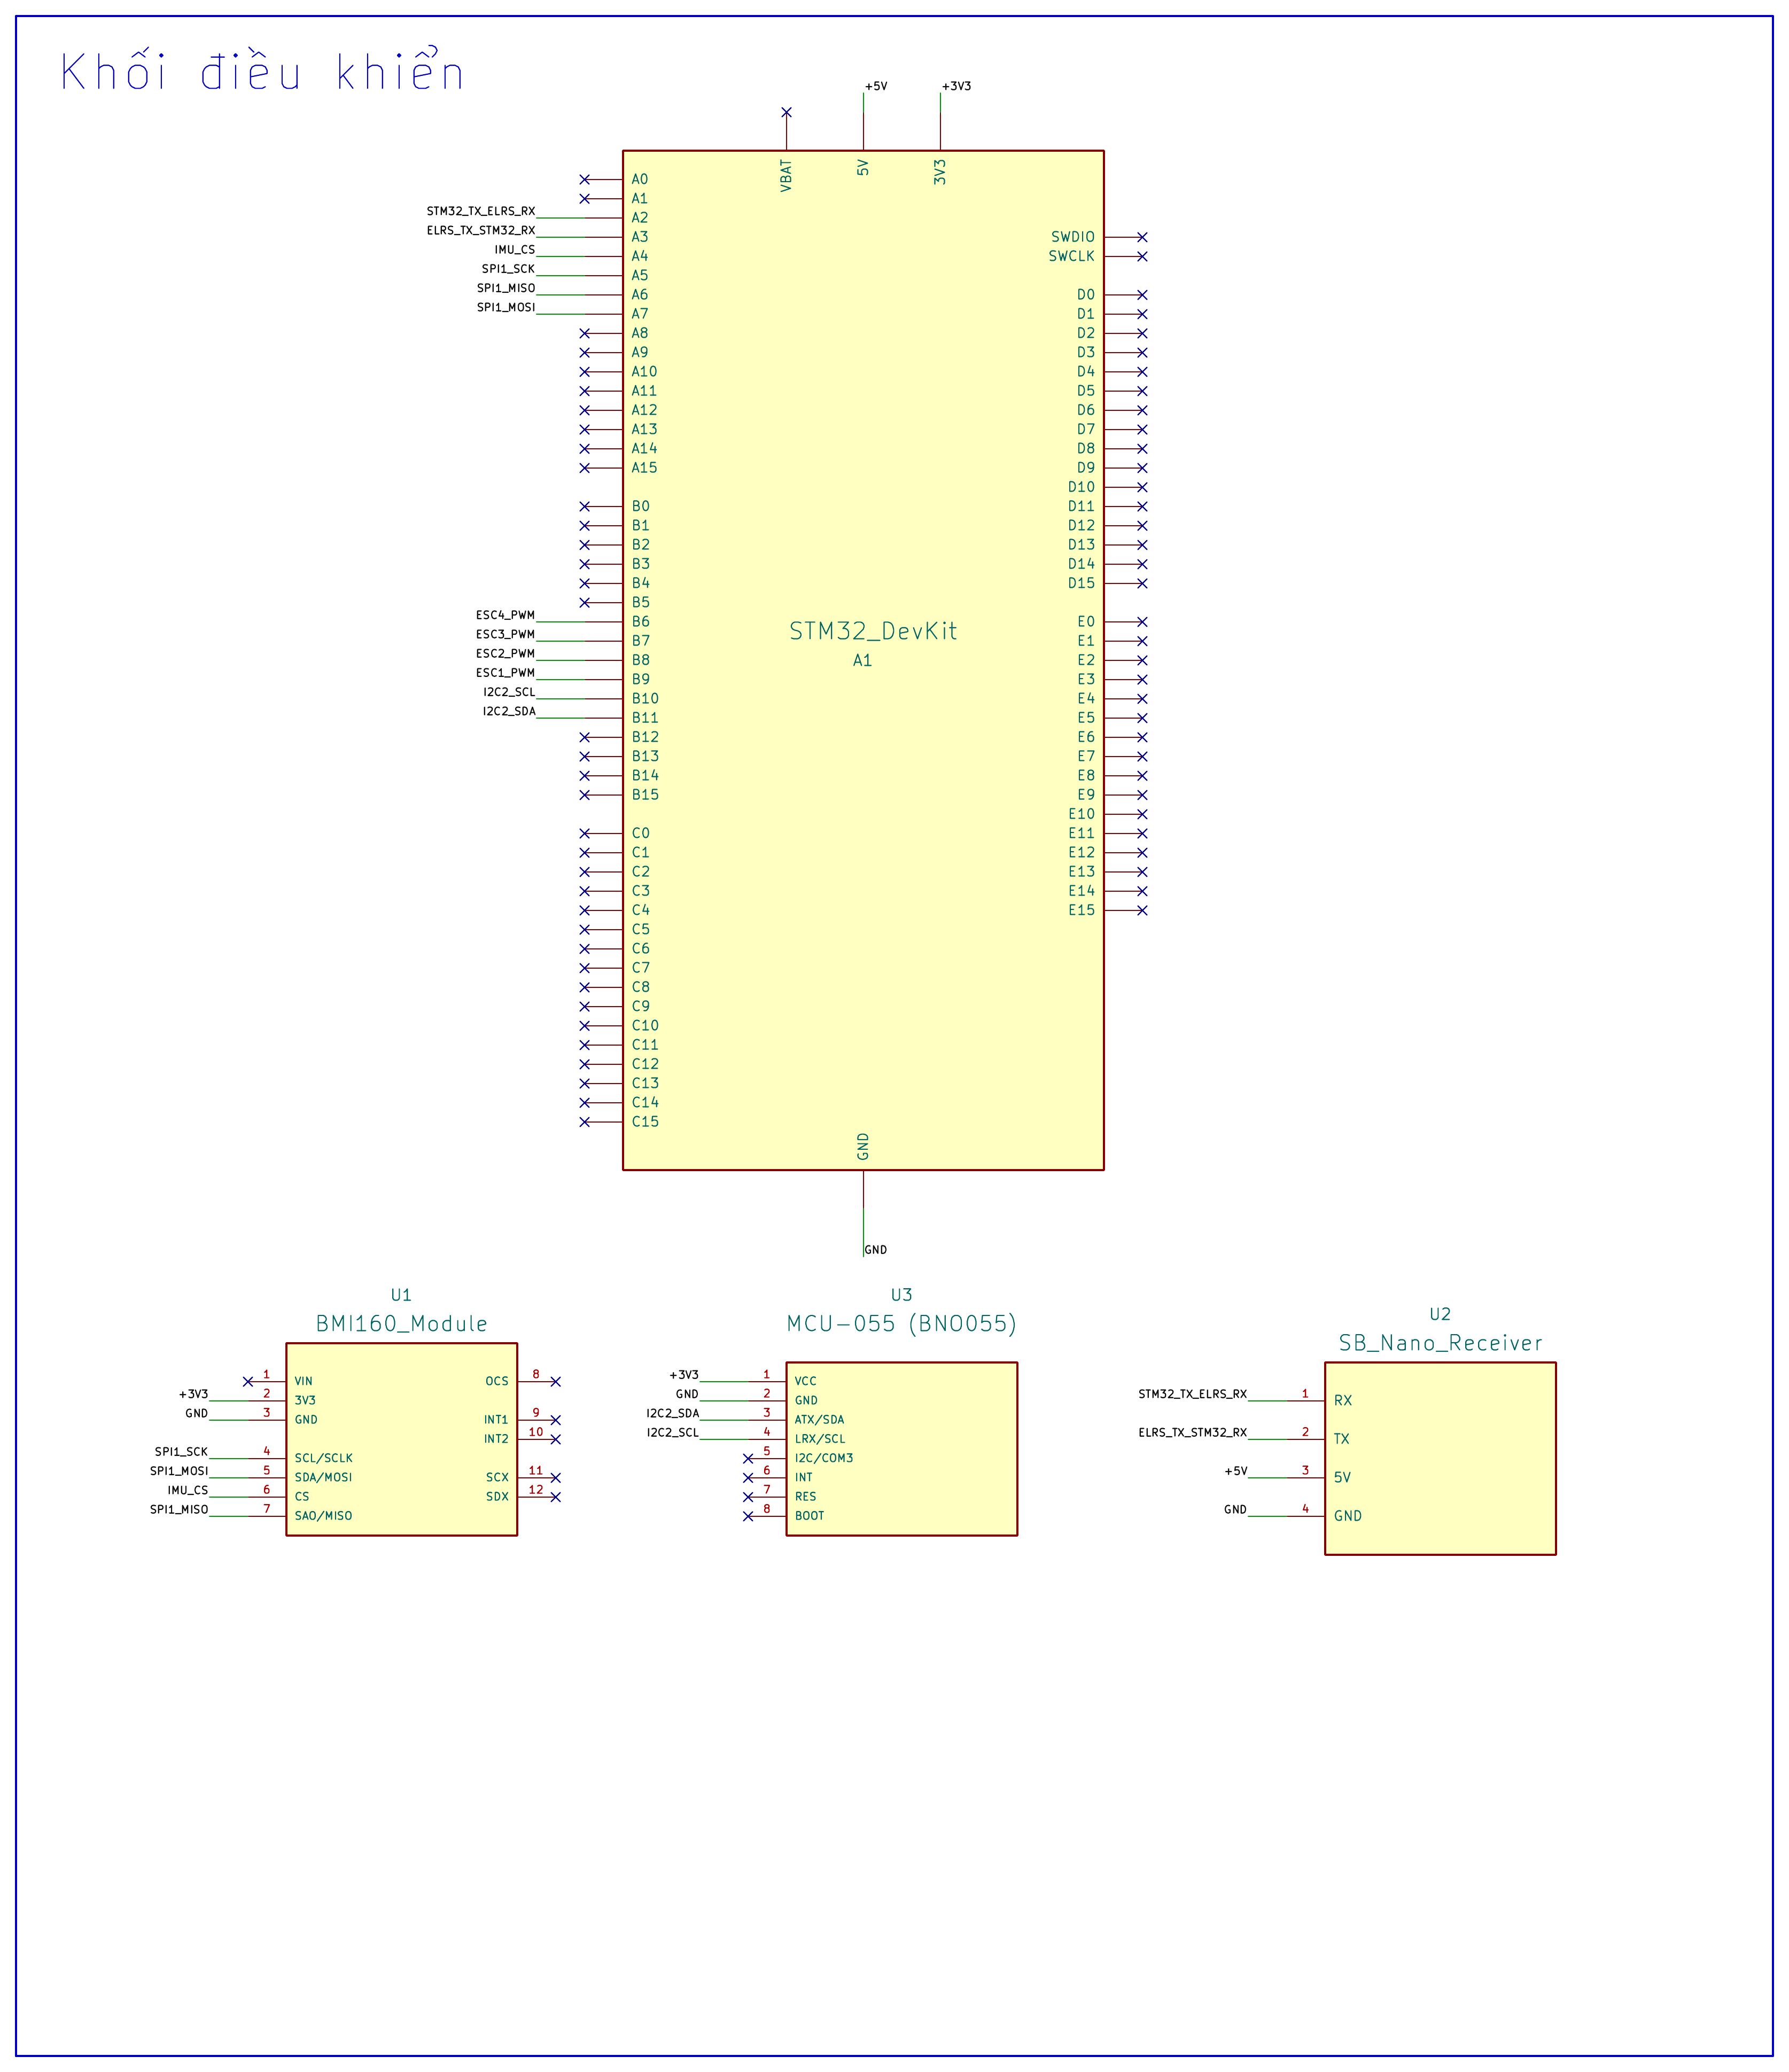 Khối điều khiển
+5V
+3V3
VBAT
5V
3V3
STM32_TX_ELRS_RX
ELRS_TX_STM32_RX
IMU_CS
SPI1_SCK
SPI1_MISO
SPI1_MOSI
A0
A1
A2
A3
A4
A5
A6
A7
A8
A9
A10
A11
A12
A13
A14
A15
B0
B1
B2
B3
B4
B5
ESC4_PWM
ESC3_PWM
ESC2_PWM
ESC1_PWM
I2C2_SCL
I2C2_SDA
B6
B7
B8
B9
B10
B11
B12
B13
B14
B15
C0
C1
C2
C3
C4
C5
C6
C7
C8
C9
C10
C11
C12
C13
C14
C15
STM32_DevKit
A1
SWDIO
SWCLK
D0
D1
D2
D3
D4
D5
D6
D7
D8
D9
D10
D11
D12
D13
D14
D15
E0
E1
E2
E3
E4
E5
E6
E7
E8
E9
E10
E11
E12
E13
E14
E15
GND
GND
U1
BMI160_Module
+3V3
GND
SPI1_SCK
SPI1_MOSI
IMU_CS
SPI1_MISO
1 VIN
2 3V3
3 GND
4 SCL/SCLK
5 SDA/MOSI
6 CS
7 SAO/MISO
OCS 8
INT1 9
INT2 10
SCX 11
SDX 12
U3
MCU-055 (BNO055)
+3V3
GND
I2C2_SDA
I2C2_SCL
1 VCC
2 GND
3 ATX/SDA
4 LRX/SCL
5 I2C/COM3
6 INT
7 RES
8 BOOT
U2
SB_Nano_Receiver
STM32_TX_ELRS_RX
ELRS_TX_STM32_RX
+5V
GND
1 RX
2 TX
3 5V
4 GND